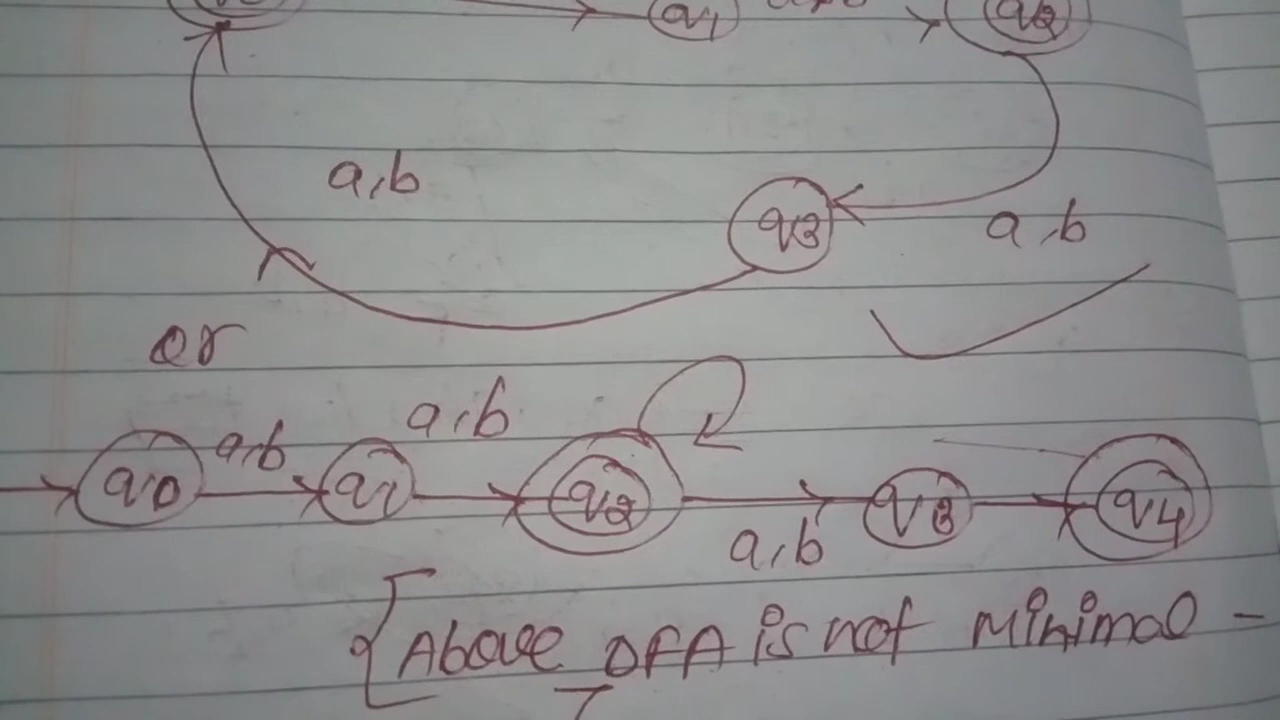 q1 q2
a,b
q3
a,b
or
a,b
q0 a,b q1 q2 q3 q4
a,b
Above DFA is not Minimal -